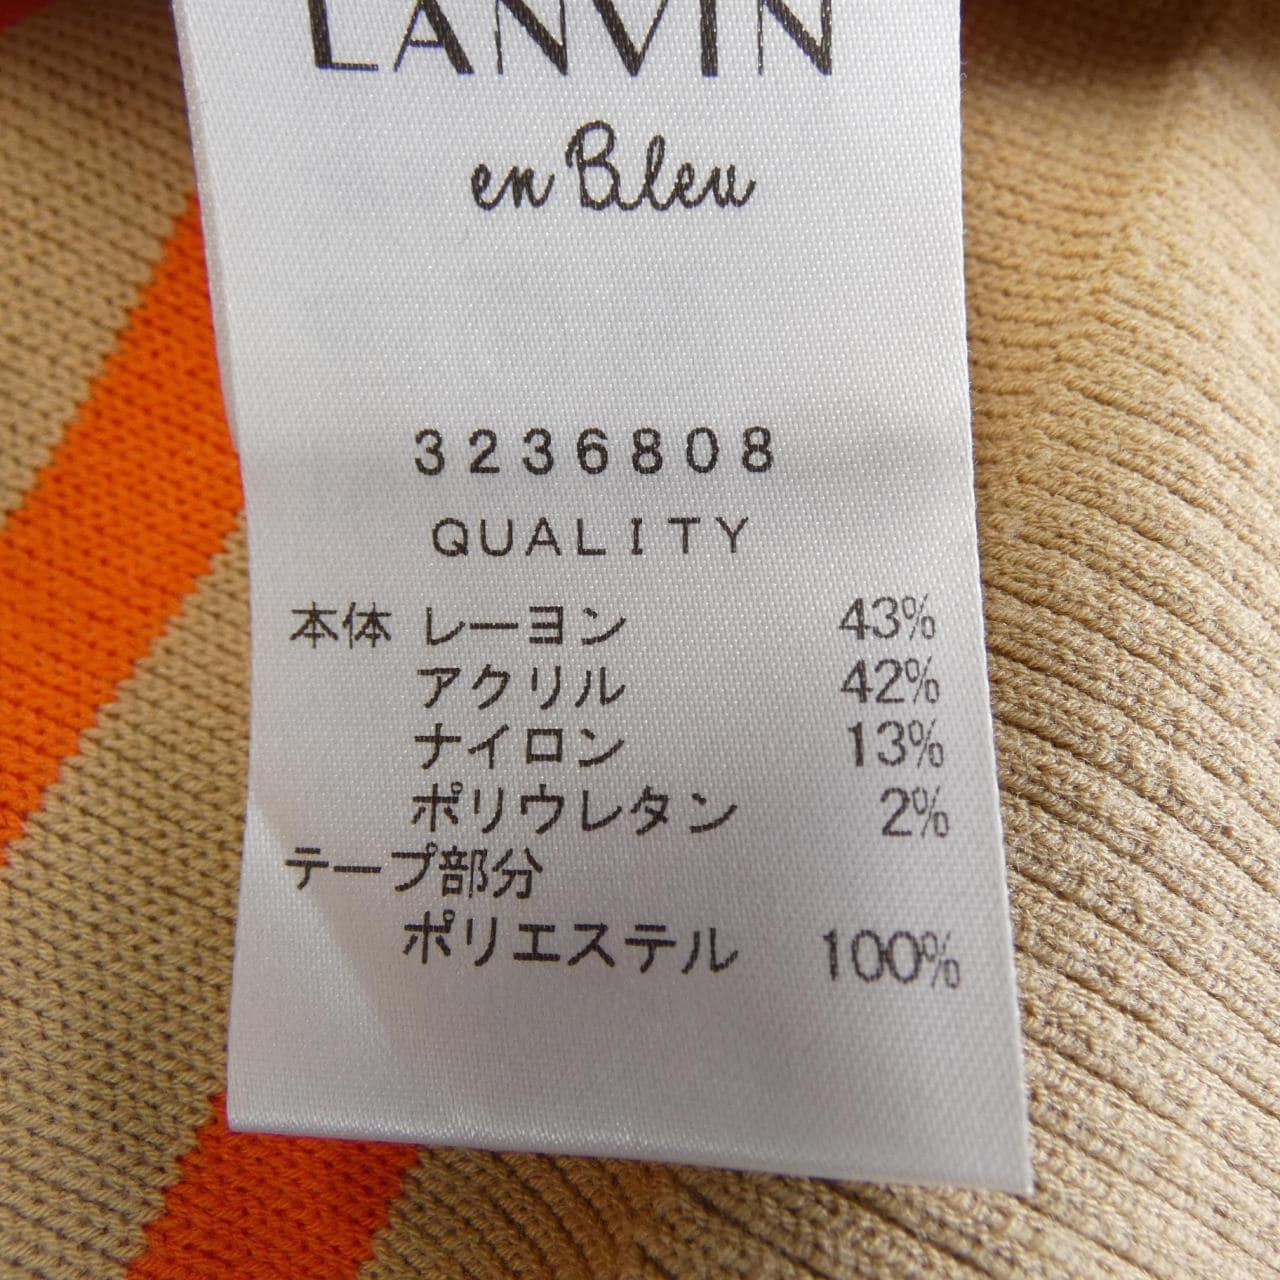 LANVIN
en Bleu
3236808
QUALITY
本体 レーヨン 43%
アクリル 42%
ナイロン 13%
ポリウレタン 2%
テープ部分
ポリエステル 100%